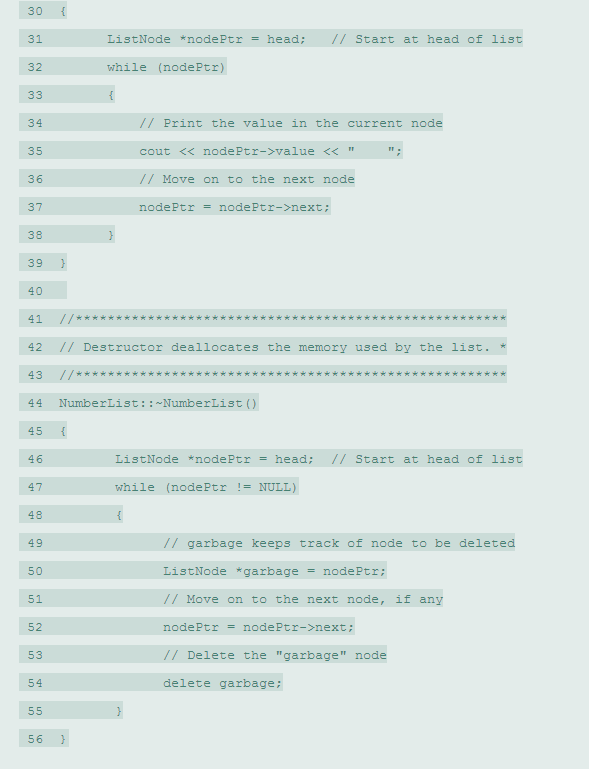 30  {
31      ListNode *nodePtr = head;   // Start at head of list
32      while (nodePtr)
33      {
34          // Print the value in the current node
35          cout << nodePtr->value << "    ";
36          // Move on to the next node
37          nodePtr = nodePtr->next;
38      }
39  }
40
41  //******************************************************
42  // Destructor deallocates the memory used by the list. *
43  //******************************************************
44  NumberList::~NumberList()
45  {
46       ListNode *nodePtr = head;  // Start at head of list
47       while (nodePtr != NULL)
48       {
49             // garbage keeps track of node to be deleted
50             ListNode *garbage = nodePtr;
51             // Move on to the next node, if any
52             nodePtr = nodePtr->next;
53             // Delete the "garbage" node
54             delete garbage;
55       }
56  }